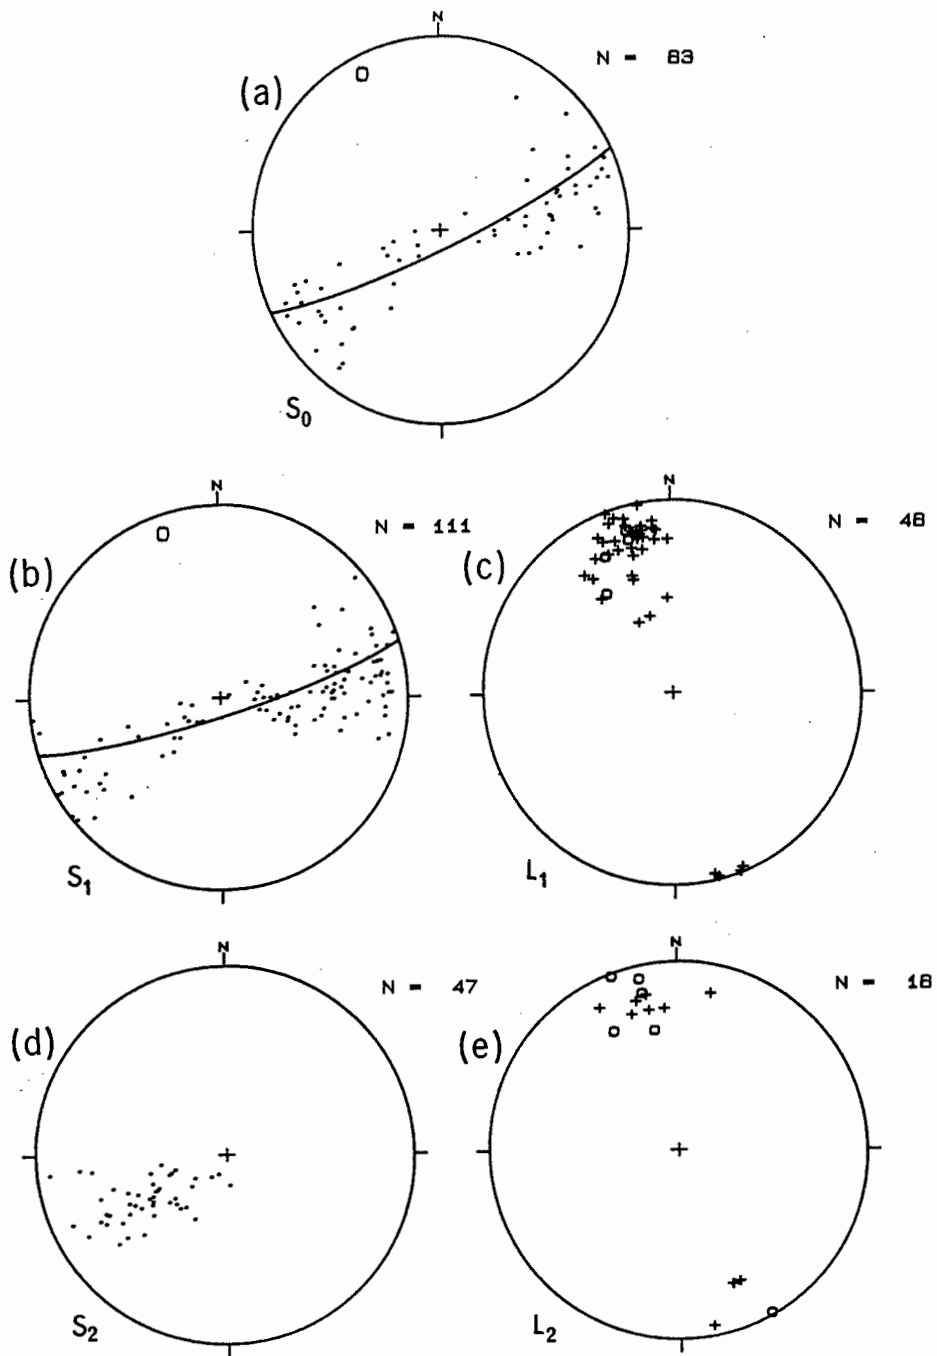 N
N = 83
(a)
S₀
N
N = 111
(b)
S₁
N
N = 48
(c)
L₁
N
N = 47
(d)
S₂
N
N = 18
(e)
L₂